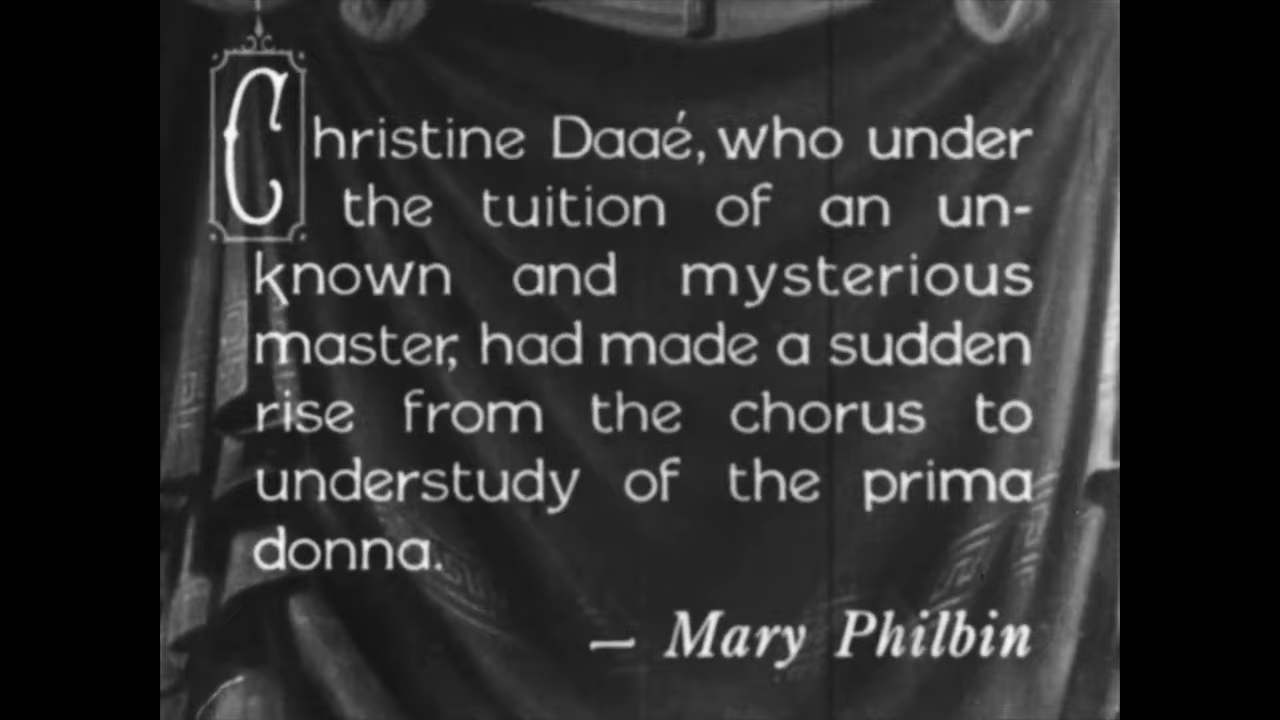 Christine Daaé, who under
the tuition of an un-
known and mysterious
master, had made a sudden
rise from the chorus to
understudy of the prima
donna.
— Mary Philbin